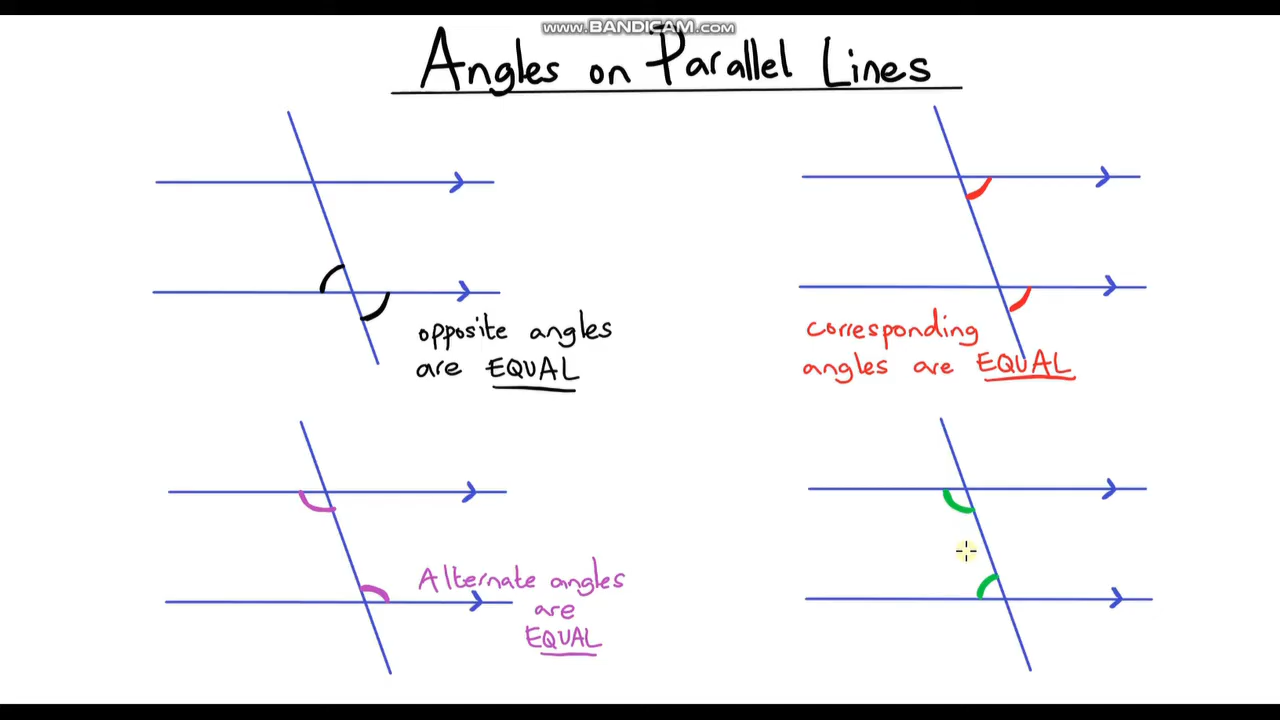 www.BANDICAM.com
Angles on Parallel Lines
opposite angles
are EQUAL
corresponding
angles are EQUAL
Alternate angles
are
EQUAL